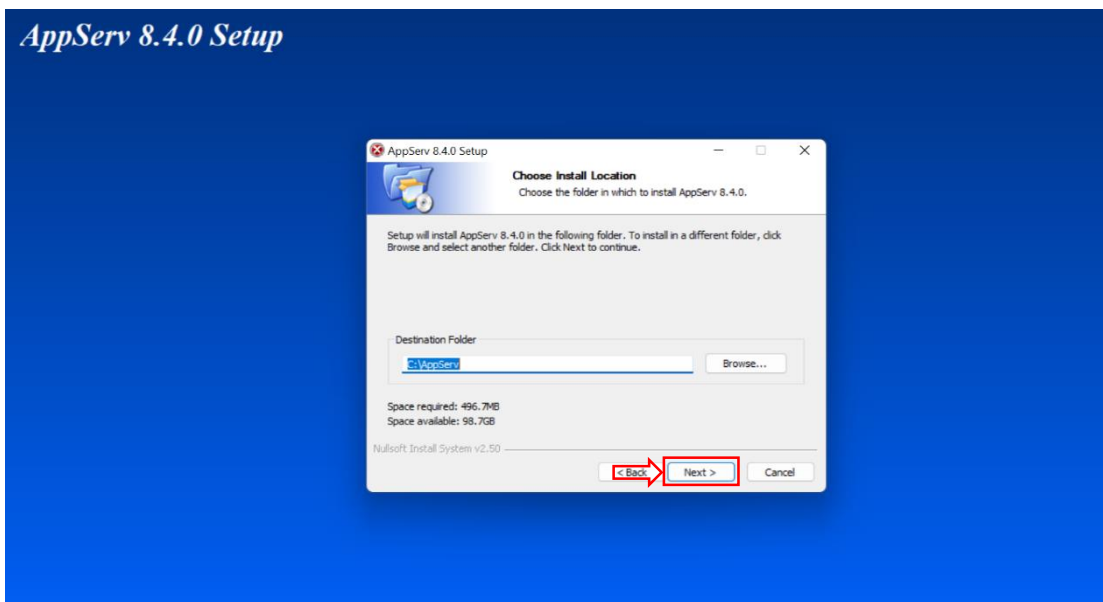 AppServ 8.4.0 Setup
AppServ 8.4.0 Setup
Choose Install Location
Choose the folder in which to install AppServ 8.4.0.
Setup will install AppServ 8.4.0 in the following folder. To install in a different folder, click
Browse and select another folder. Click Next to continue.
Destination Folder
C:\AppServ
Browse...
Space required: 496.7MB
Space available: 98.7GB
Nullsoft Install System v2.50
< Back
Next >
Cancel